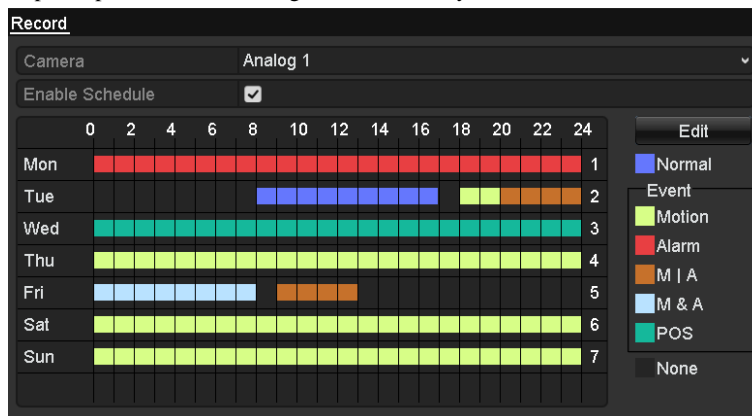 Record
Camera Analog 1
Enable Schedule
0 2 4 6 8 10 12 14 16 18 20 22 24 Edit
Mon 1 Normal
Tue 2 Event
Motion
Wed 3
Alarm
Thu 4
M | A
Fri 5
M & A
Sat 6 POS
Sun 7
None